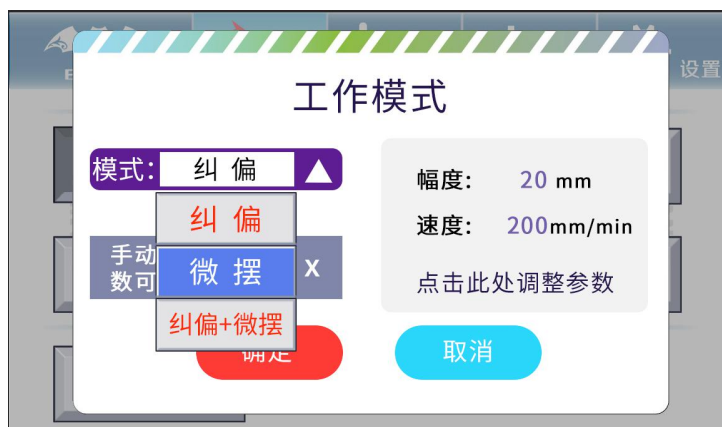 设置
工作模式
模式: 纠 偏
纠 偏
微 摆
纠偏+微摆
手动
数可
X
幅度: 20 mm
速度: 200mm/min
点击此处调整参数
确定
取消